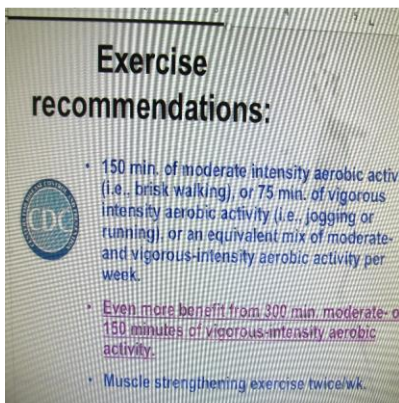 Exercise
recommendations:
• 150 min. of moderate intensity aerobic activ
(i.e., brisk walking), or 75 min. of vigorous
intensity aerobic activity (i.e., jogging or
running), or an equivalent mix of moderate-
and vigorous-intensity aerobic activity per
week.
CDC
• Even more benefit from 300 min. moderate- o
150 minutes of vigorous-intensity aerobic
activity.
• Muscle strengthening exercise twice/wk.